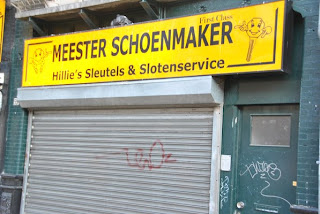 First Class
MEESTER SCHOENMAKER
Hillie's Sleutels & Slotenservice